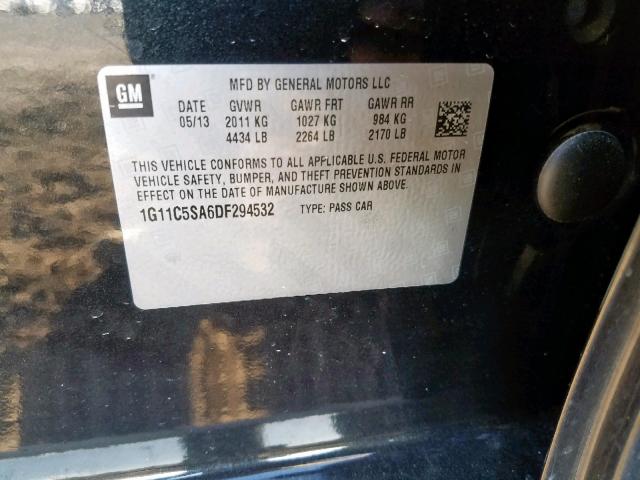 GM
MFD BY GENERAL MOTORS LLC
DATE GVWR GAWR FRT GAWR RR
05/13 2011 KG 1027 KG 984 KG
4434 LB 2264 LB 2170 LB
THIS VEHICLE CONFORMS TO ALL APPLICABLE U.S. FEDERAL MOTOR
VEHICLE SAFETY, BUMPER, AND THEFT PREVENTION STANDARDS IN
EFFECT ON THE DATE OF MANUFACTURE SHOWN ABOVE.
1G11C5SA6DF294532 TYPE: PASS CAR